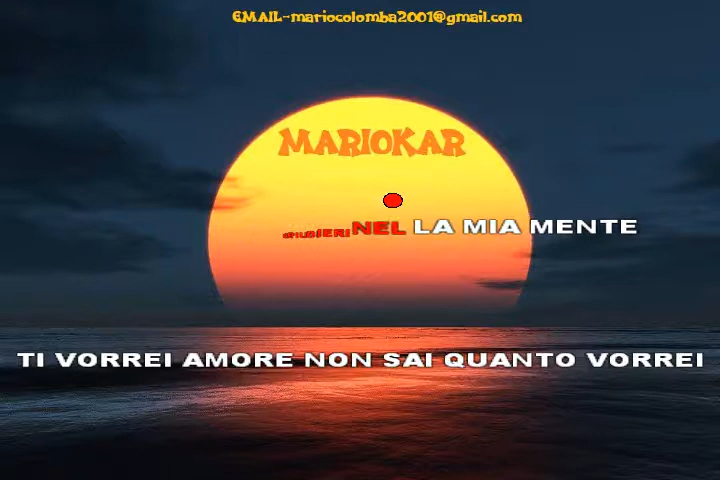 EMAIL-mariocolomba2001@gmail.com
MARIOKAR
NEL LA MIA MENTE
TI VORREI AMORE NON SAI QUANTO VORREI